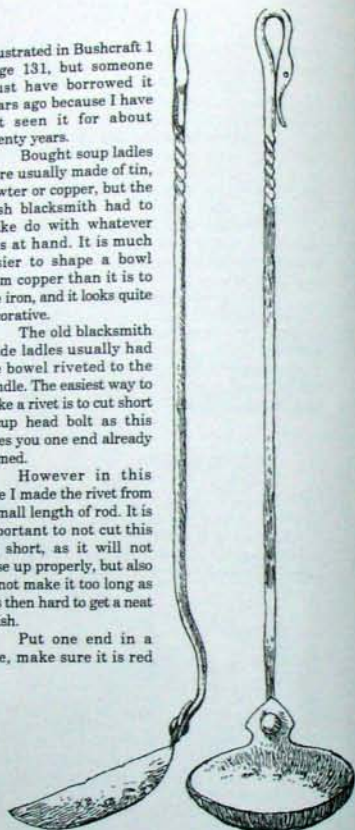 ustrated in Bushcraft 1
ge 131, but someone
ust have borrowed it
ars ago because I have
t seen it for about
enty years.
Bought soup ladles
re usually made of tin,
wter or copper, but the
sh blacksmith had to
ke do with whatever
s at hand. It is much
sier to shape a bowl
m copper than it is to
e iron, and it looks quite
orative.
The old blacksmith
de ladles usually had
e bowel riveted to the
ndle. The easiest way to
ke a rivet is to cut short
up head bolt as this
es you one end already
med.
However in this
e I made the rivet from
mall length of rod. It is
portant to not cut this
short, as it will not
se up properly, but also
not make it too long as
s then hard to get a neat
ish.
Put one end in a
e, make sure it is red